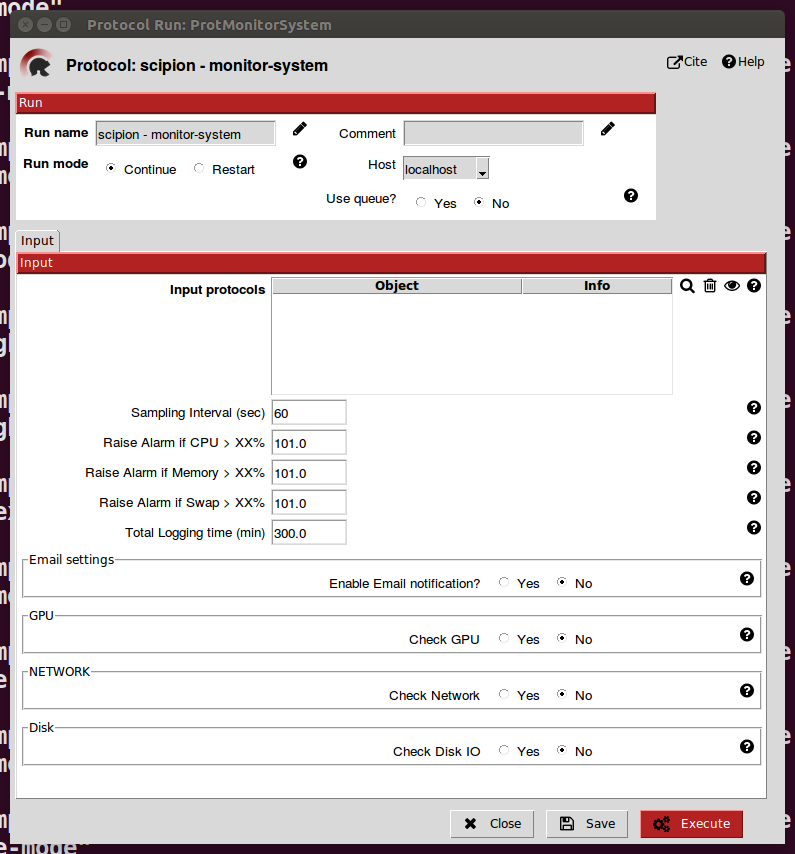 mode"
Protocol Run: ProtMonitorSystem
Protocol: scipion - monitor-system
Cite
Help
Run
Run name scipion - monitor-system Comment
Run mode Continue Restart Host localhost
Use queue? Yes No
Input
Input
Input protocols Object Info
Sampling Interval (sec) 60
Raise Alarm if CPU > XX% 101.0
Raise Alarm if Memory > XX% 101.0
Raise Alarm if Swap > XX% 101.0
Total Logging time (min) 300.0
Email settings
Enable Email notification? Yes No
GPU
Check GPU Yes No
NETWORK
Check Network Yes No
Disk
Check Disk IO Yes No
Close Save Execute
e-mode"